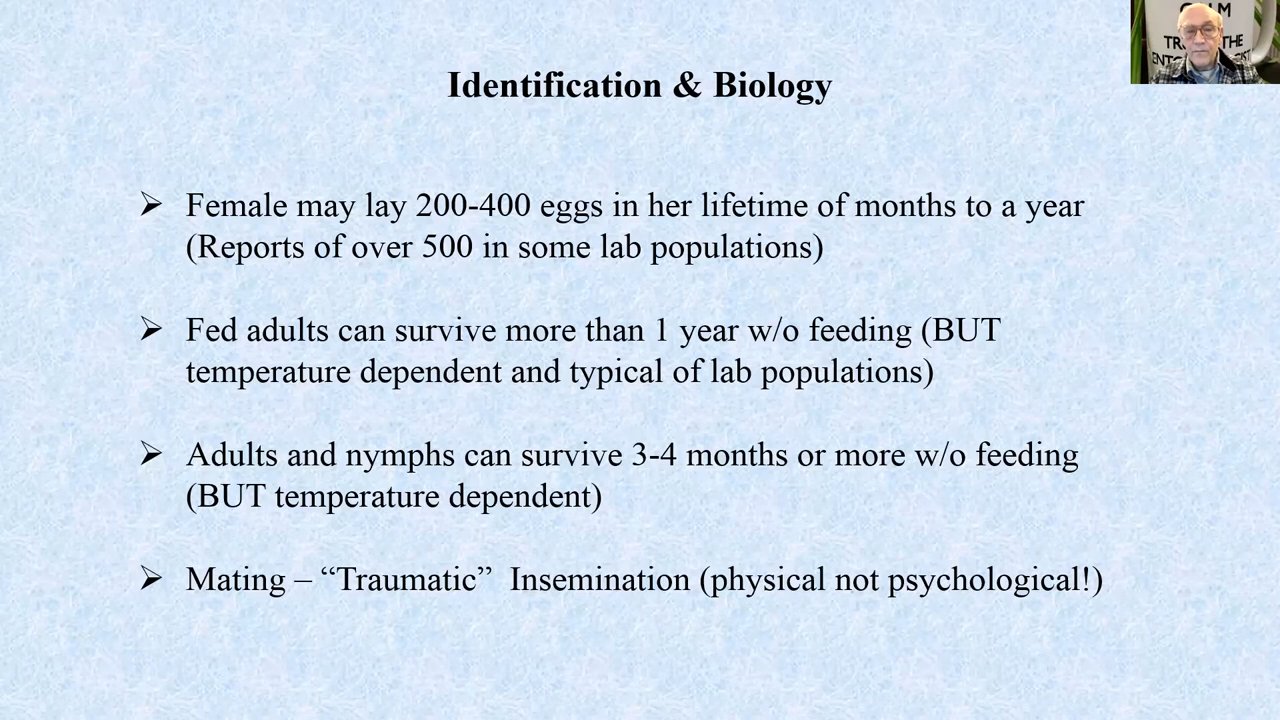 Identification & Biology
➢ Female may lay 200-400 eggs in her lifetime of months to a year
(Reports of over 500 in some lab populations)
➢ Fed adults can survive more than 1 year w/o feeding (BUT
temperature dependent and typical of lab populations)
➢ Adults and nymphs can survive 3-4 months or more w/o feeding
(BUT temperature dependent)
➢ Mating – “Traumatic”  Insemination (physical not psychological!)
THE